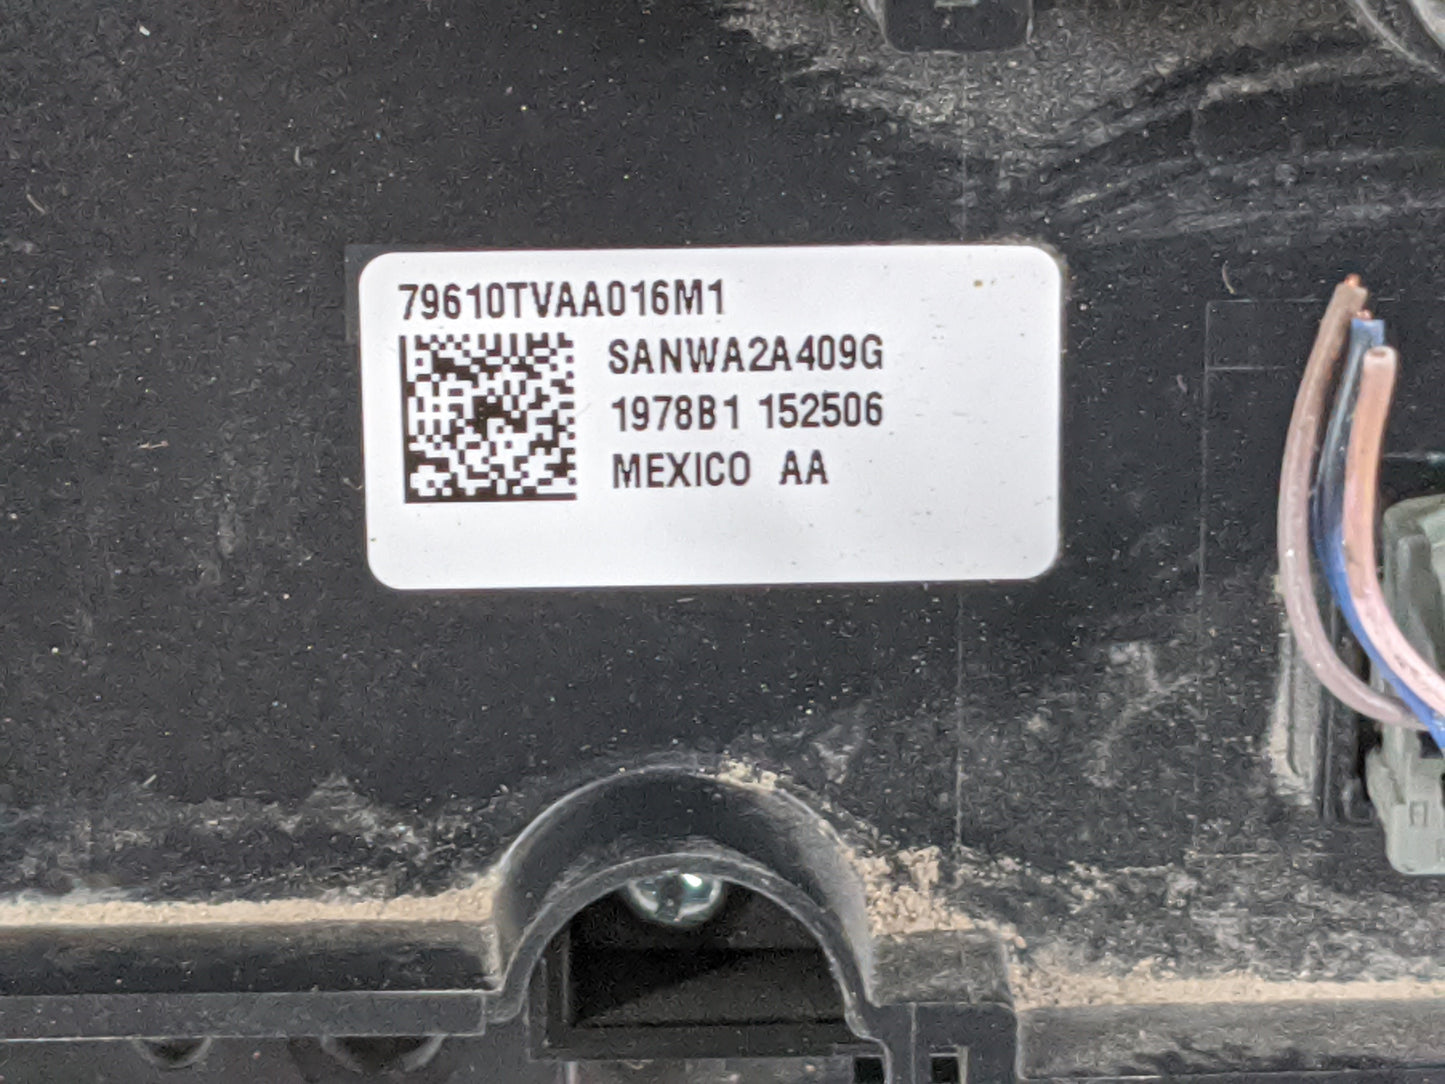 79610TVAA016M1
SANWA2A409G
1978B1 152506
MEXICO AA